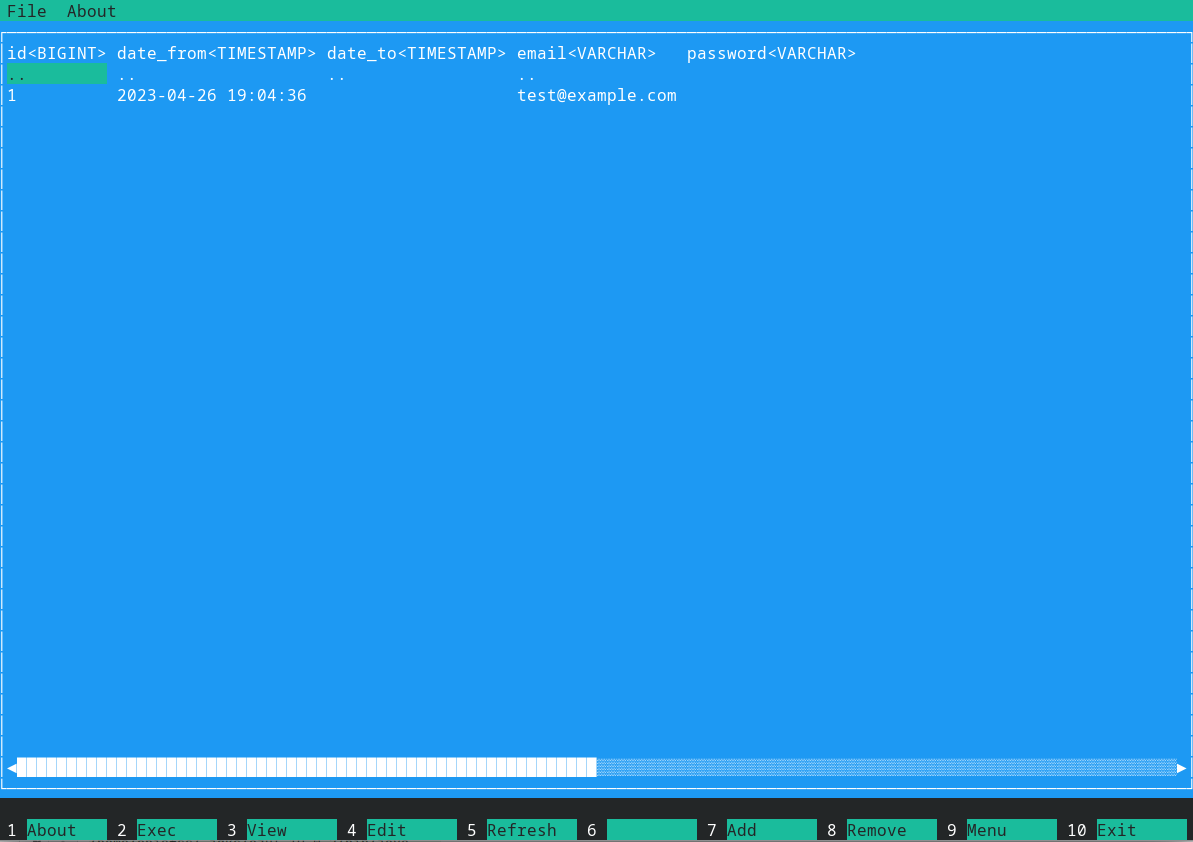 File About
id<BIGINT> date_from<TIMESTAMP> date_to<TIMESTAMP> email<VARCHAR> password<VARCHAR>
.. .. .. ..
1 2023-04-26 19:04:36 test@example.com
1 About 2 Exec 3 View 4 Edit 5 Refresh 6 7 Add 8 Remove 9 Menu 10 Exit